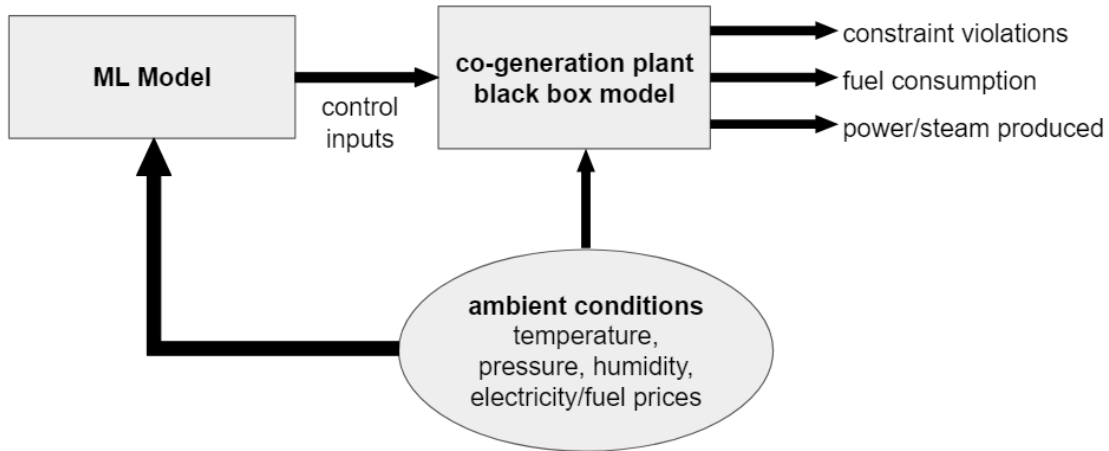 ML Model
control
inputs
co-generation plant
black box model
constraint violations
fuel consumption
power/steam produced
ambient conditions
temperature,
pressure, humidity,
electricity/fuel prices